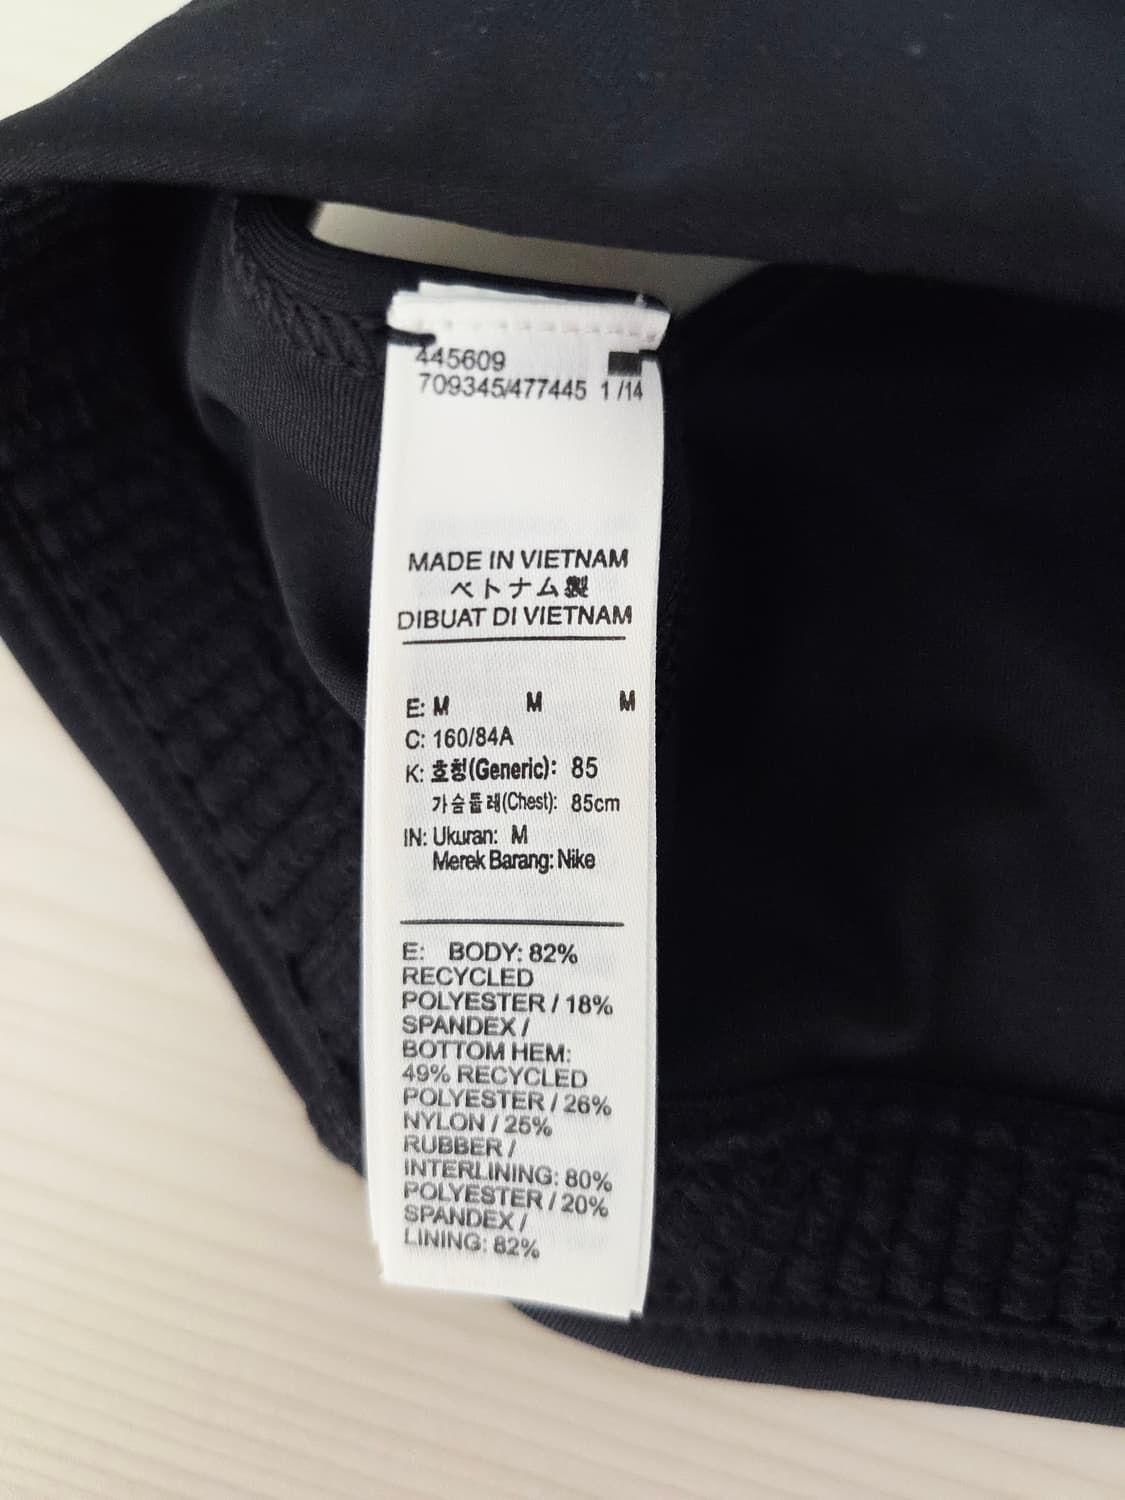 445609
709345/477445 1 /14
MADE IN VIETNAM
ベトナム製
DIBUAT DI VIETNAM
E: M M M
C: 160/84A
K: 호칭(Generic): 85
가슴둘레(Chest): 85cm
IN: Ukuran: M
Merek Barang: Nike
E: BODY: 82%
RECYCLED
POLYESTER / 18%
SPANDEX /
BOTTOM HEM:
49% RECYCLED
POLYESTER / 26%
NYLON / 25%
RUBBER /
INTERLINING: 80%
POLYESTER / 20%
SPANDEX /
LINING: 82%